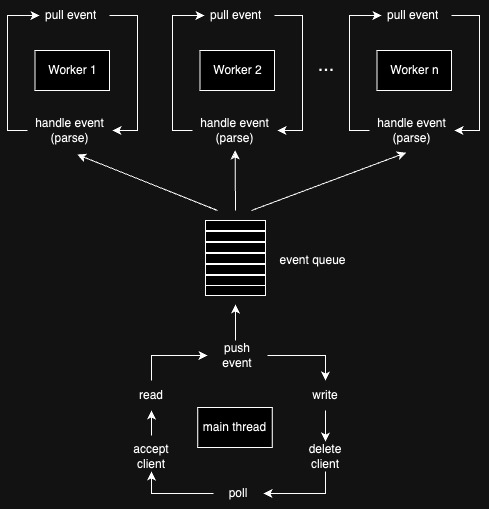 pull event
pull event
pull event
Worker 1
Worker 2
...
Worker n
handle event
(parse)
handle event
(parse)
handle event
(parse)
event queue
push
event
read
write
main thread
accept
client
delete
client
poll